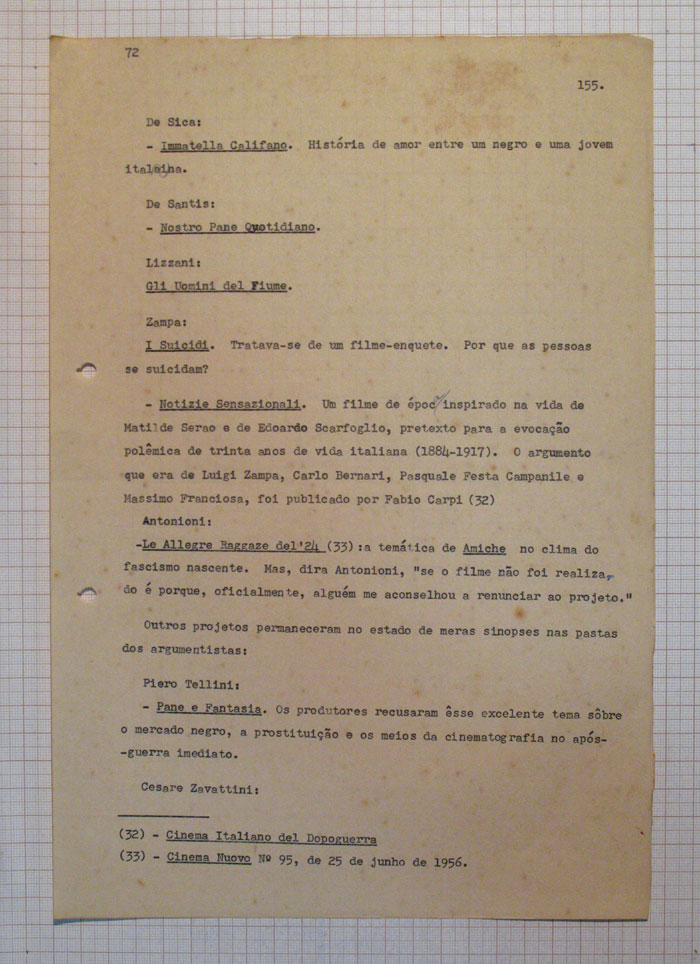 72
155.
De Sica:
- Immatella Califano. História de amor entre um negro e uma jovem
italiana.
De Santis:
- Nostro Pane Quotidiano.
Lizzani:
Gli Uomini del Fiume.
Zampa:
I Suicidi. Tratava-se de um filme-enquete. Por que as pessoas
se suicidam?
- Notizie Sensazionali. Um filme de époc inspirado na vida de
Matilde Serao e de Edoardo Scarfoglio, pretexto para a evocação
polêmica de trinta anos de vida italiana (1884-1917). O argumento
que era de Luigi Zampa, Carlo Bernari, Pasquale Festa Campanile e
Massimo Franciosa, foi publicado por Fabio Carpi (32)
Antonioni:
-Le Allegre Raggaze del'24 (33) :a temática de Amiche no clima do
fascismo nascente. Mas, dira Antonioni, "se o filme não foi realiza,
do é porque, oficialmente, alguém me aconselhou a renunciar ao projeto."
Outros projetos permaneceram no estado de meras sinopses nas pastas
dos argumentistas:
Piero Tellini:
- Pane e Fantasia. Os produtores recusaram êsse excelente tema sôbre
o mercado negro, a prostituição e os meios da cinematografia no após-
-guerra imediato.
Cesare Zavattini:
(32) - Cinema Italiano del Dopoguerra
(33) - Cinema Nuovo Nº 95, de 25 de junho de 1956.